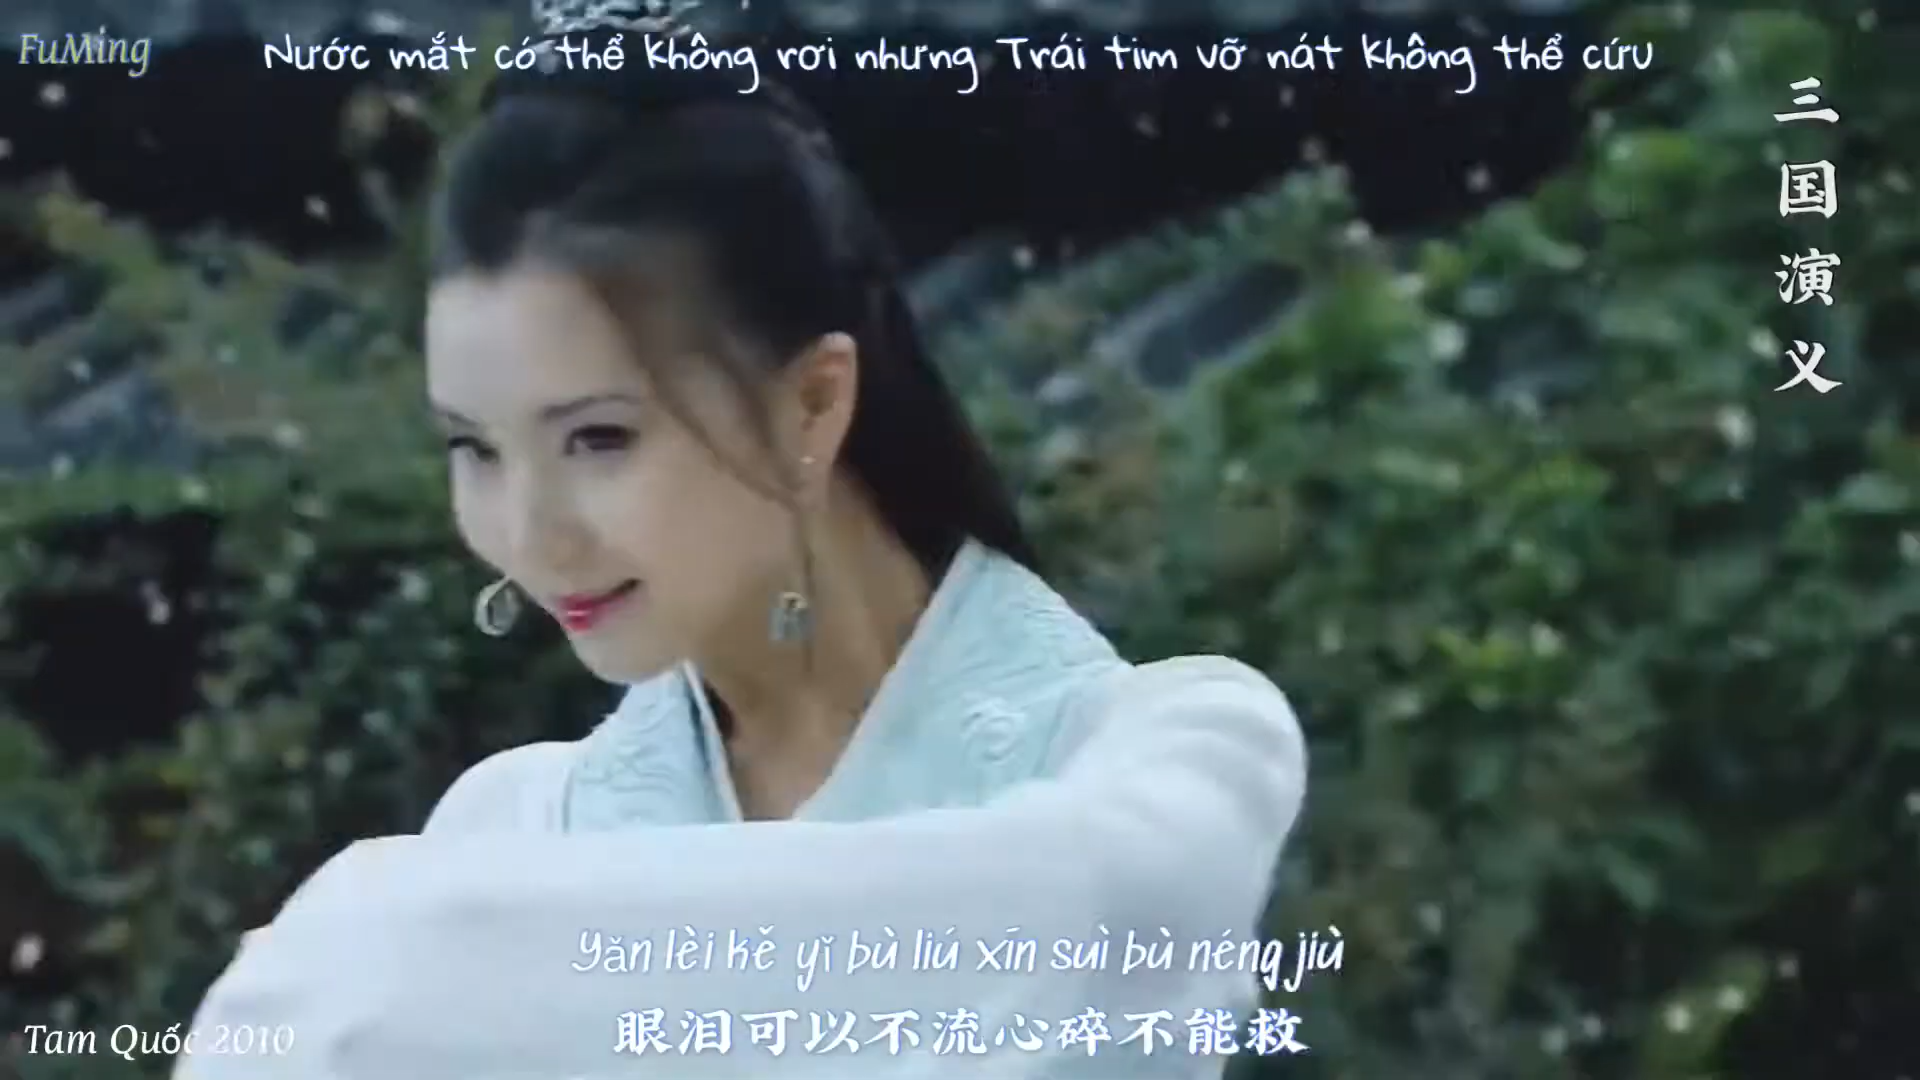 FuMing
Nước mắt có thể không rơi nhưng Trái tim vỡ nát không thể cứu
三国演义
Yǎn lèi kě yǐ bù liú xīn suì bù néng jiù
眼泪可以不流心碎不能救
Tam Quốc 2010